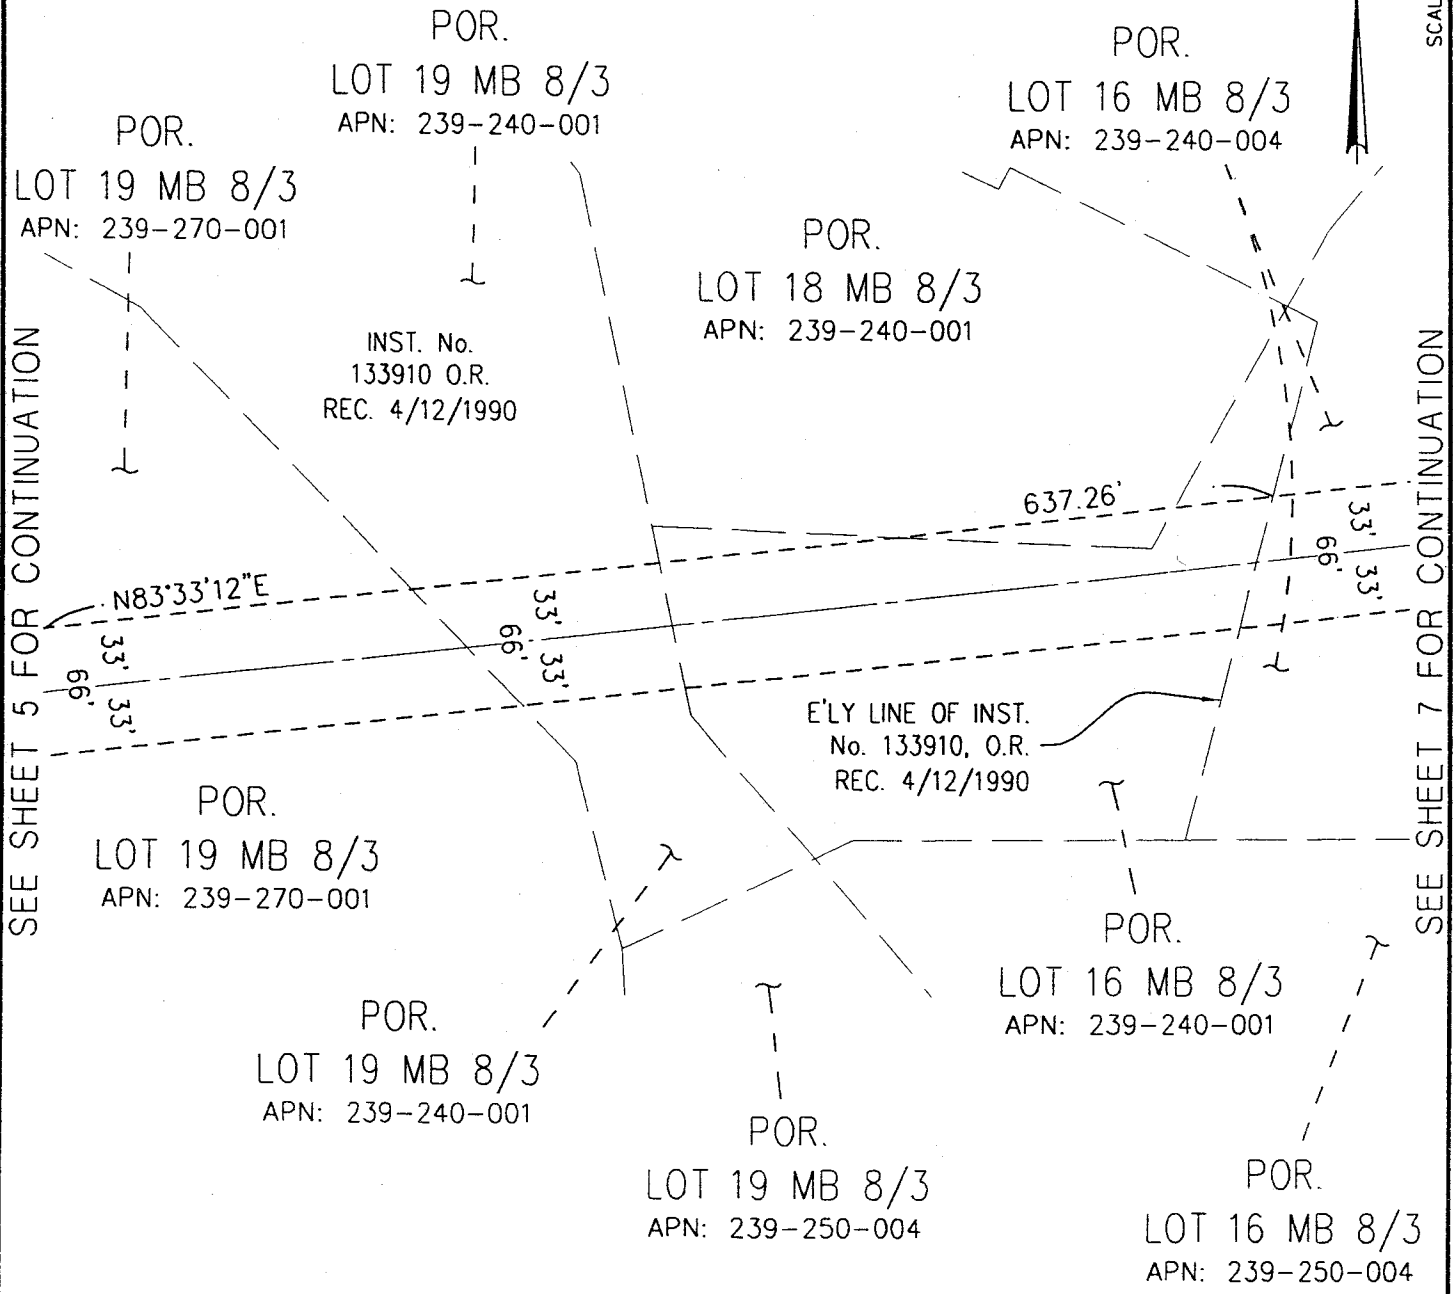 POR.
LOT 19 MB 8/3
APN: 239-240-001
POR.
LOT 16 MB 8/3
APN: 239-240-004
SCAL
POR.
LOT 19 MB 8/3
APN: 239-270-001
POR.
LOT 18 MB 8/3
APN: 239-240-001
INST. No.
133910 O.R.
REC. 4/12/1990
SEE SHEET 5 FOR CONTINUATION
SEE SHEET 7 FOR CONTINUATION
637.26'
N83°33'12"E
33'
66'
33'
33'
66'
33'
33'
66'
33'
E'LY LINE OF INST.
No. 133910, O.R.
REC. 4/12/1990
POR.
LOT 19 MB 8/3
APN: 239-270-001
POR.
LOT 16 MB 8/3
APN: 239-240-001
POR.
LOT 19 MB 8/3
APN: 239-240-001
POR.
LOT 19 MB 8/3
APN: 239-250-004
POR.
LOT 16 MB 8/3
APN: 239-250-004